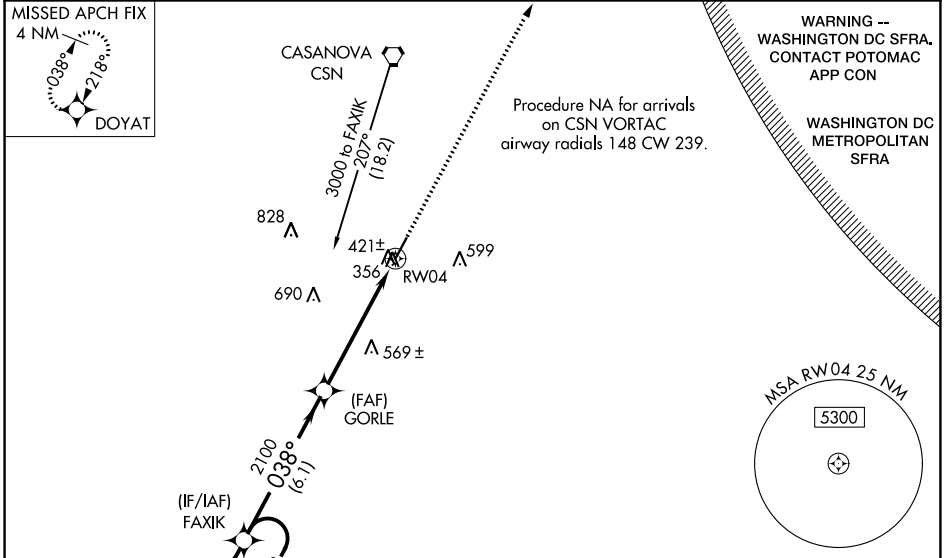 MISSED APCH FIX
4 NM
038°
218°
DOYAT
CASANOVA
CSN
3000 to FAXIK
207°
(18.2)
Procedure NA for arrivals
on CSN VORTAC
airway radials 148 CW 239.
WARNING --
WASHINGTON DC SFRA.
CONTACT POTOMAC
APP CON
WASHINGTON DC
METROPOLITAN
SFRA
828
421±
356
RW04
599
690
569 ±
(FAF)
GORLE
2100
038°
(6.1)
(IF/IAF)
FAXIK
MSA RW04 25 NM
5300